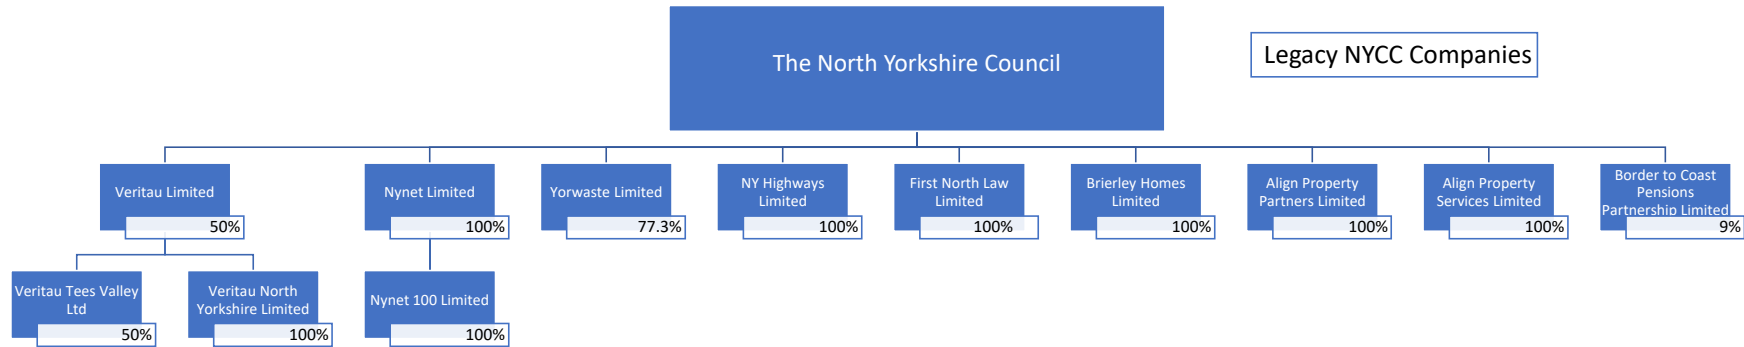 The North Yorkshire Council
Legacy NYCC Companies
Veritau Limited
50%
Nynet Limited
100%
Yorwaste Limited
77.3%
NY Highways
Limited
100%
First North Law
Limited
100%
Brierley Homes
Limited
100%
Align Property
Partners Limited
100%
Align Property
Services Limited
100%
Border to Coast
Pensions
Partnership Limited
9%
Veritau Tees Valley
Ltd
50%
Veritau North
Yorkshire Limited
100%
Nynet 100 Limited
100%